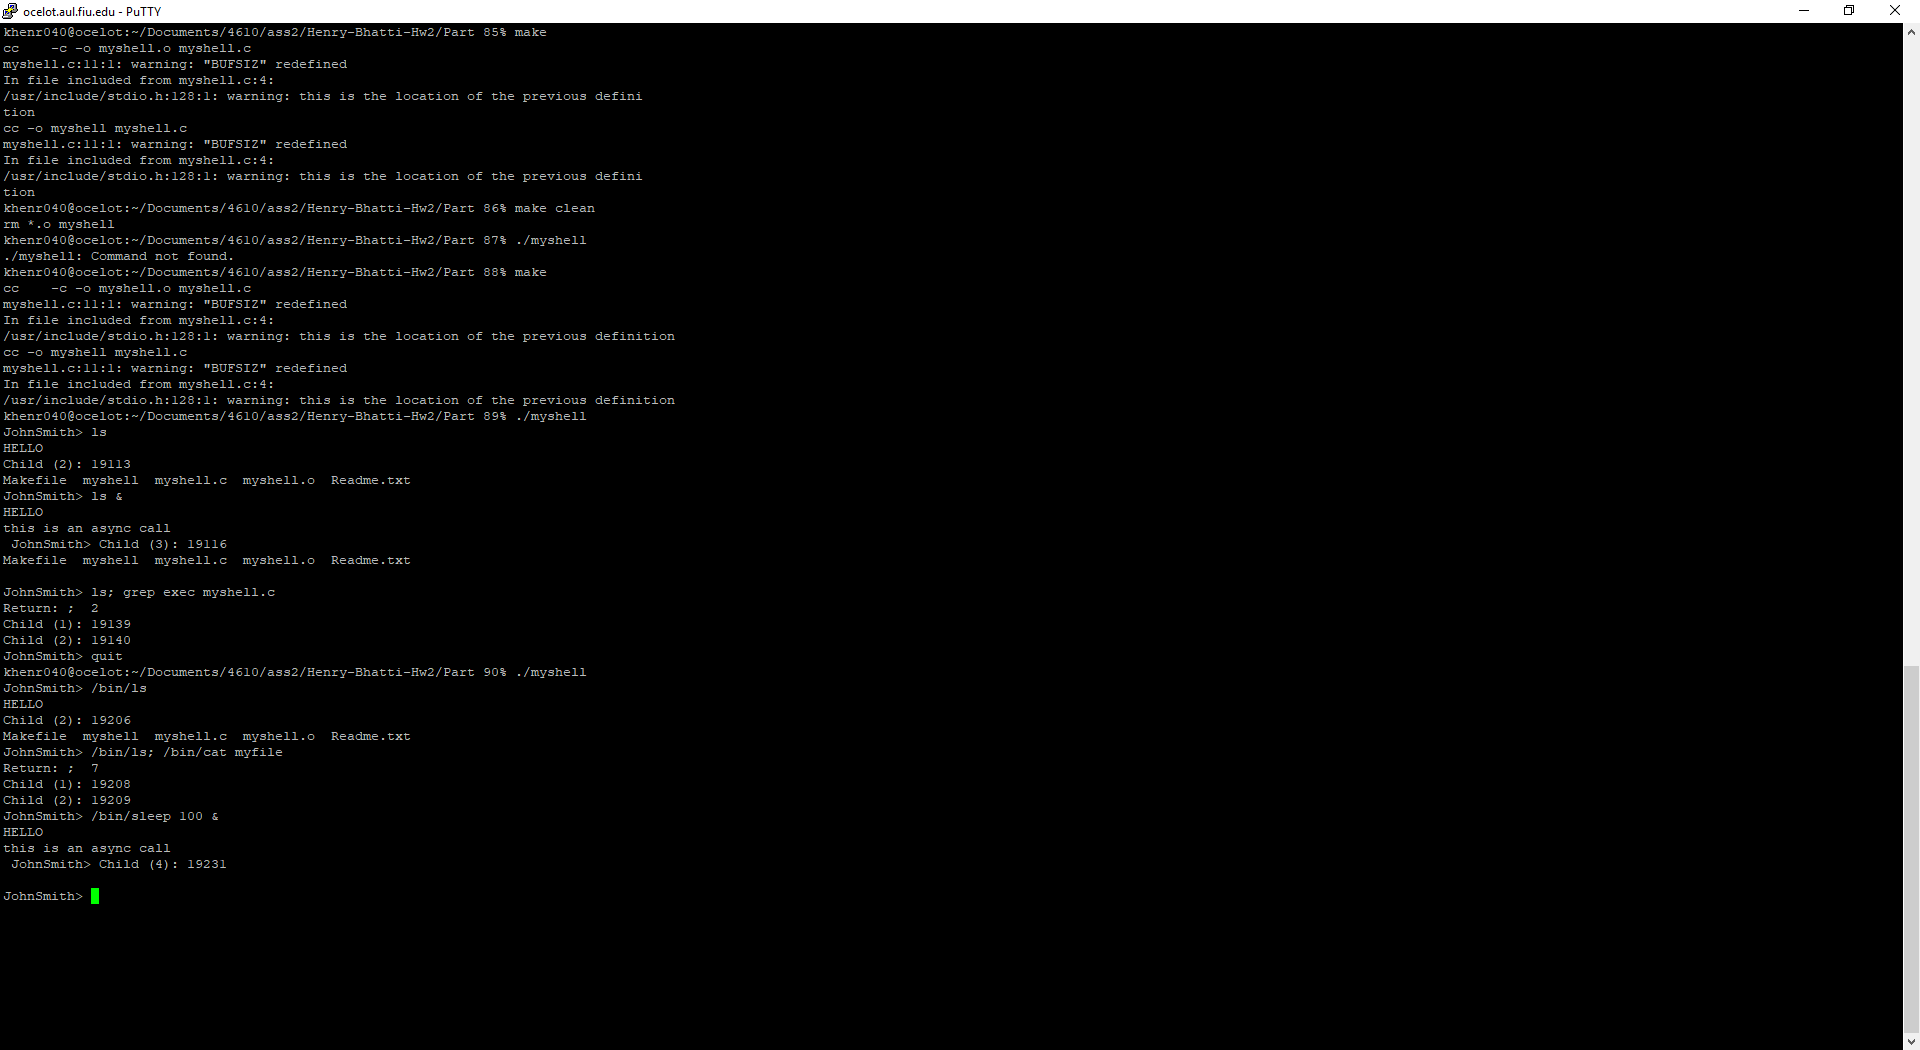 ocelot.aul.fiu.edu - PuTTY
khenr040@ocelot:~/Documents/4610/ass2/Henry-Bhatti-Hw2/Part 85% make
cc    -c -o myshell.o myshell.c
myshell.c:11:1: warning: "BUFSIZ" redefined
In file included from myshell.c:4:
/usr/include/stdio.h:128:1: warning: this is the location of the previous defini
tion
cc -o myshell myshell.c
myshell.c:11:1: warning: "BUFSIZ" redefined
In file included from myshell.c:4:
/usr/include/stdio.h:128:1: warning: this is the location of the previous defini
tion
khenr040@ocelot:~/Documents/4610/ass2/Henry-Bhatti-Hw2/Part 86% make clean
rm *.o myshell
khenr040@ocelot:~/Documents/4610/ass2/Henry-Bhatti-Hw2/Part 87% ./myshell
./myshell: Command not found.
khenr040@ocelot:~/Documents/4610/ass2/Henry-Bhatti-Hw2/Part 88% make
cc    -c -o myshell.o myshell.c
myshell.c:11:1: warning: "BUFSIZ" redefined
In file included from myshell.c:4:
/usr/include/stdio.h:128:1: warning: this is the location of the previous definition
cc -o myshell myshell.c
myshell.c:11:1: warning: "BUFSIZ" redefined
In file included from myshell.c:4:
/usr/include/stdio.h:128:1: warning: this is the location of the previous definition
khenr040@ocelot:~/Documents/4610/ass2/Henry-Bhatti-Hw2/Part 89% ./myshell
JohnSmith> ls
HELLO
Child (2): 19113
Makefile  myshell  myshell.c  myshell.o  Readme.txt
JohnSmith> ls &
HELLO
this is an async call
 JohnSmith> Child (3): 19116
Makefile  myshell  myshell.c  myshell.o  Readme.txt

JohnSmith> ls; grep exec myshell.c
Return: ;  2
Child (1): 19139
Child (2): 19140
JohnSmith> quit
khenr040@ocelot:~/Documents/4610/ass2/Henry-Bhatti-Hw2/Part 90% ./myshell
JohnSmith> /bin/ls
HELLO
Child (2): 19206
Makefile  myshell  myshell.c  myshell.o  Readme.txt
JohnSmith> /bin/ls; /bin/cat myfile
Return: ;  7
Child (1): 19208
Child (2): 19209
JohnSmith> /bin/sleep 100 &
HELLO
this is an async call
 JohnSmith> Child (4): 19231

JohnSmith>